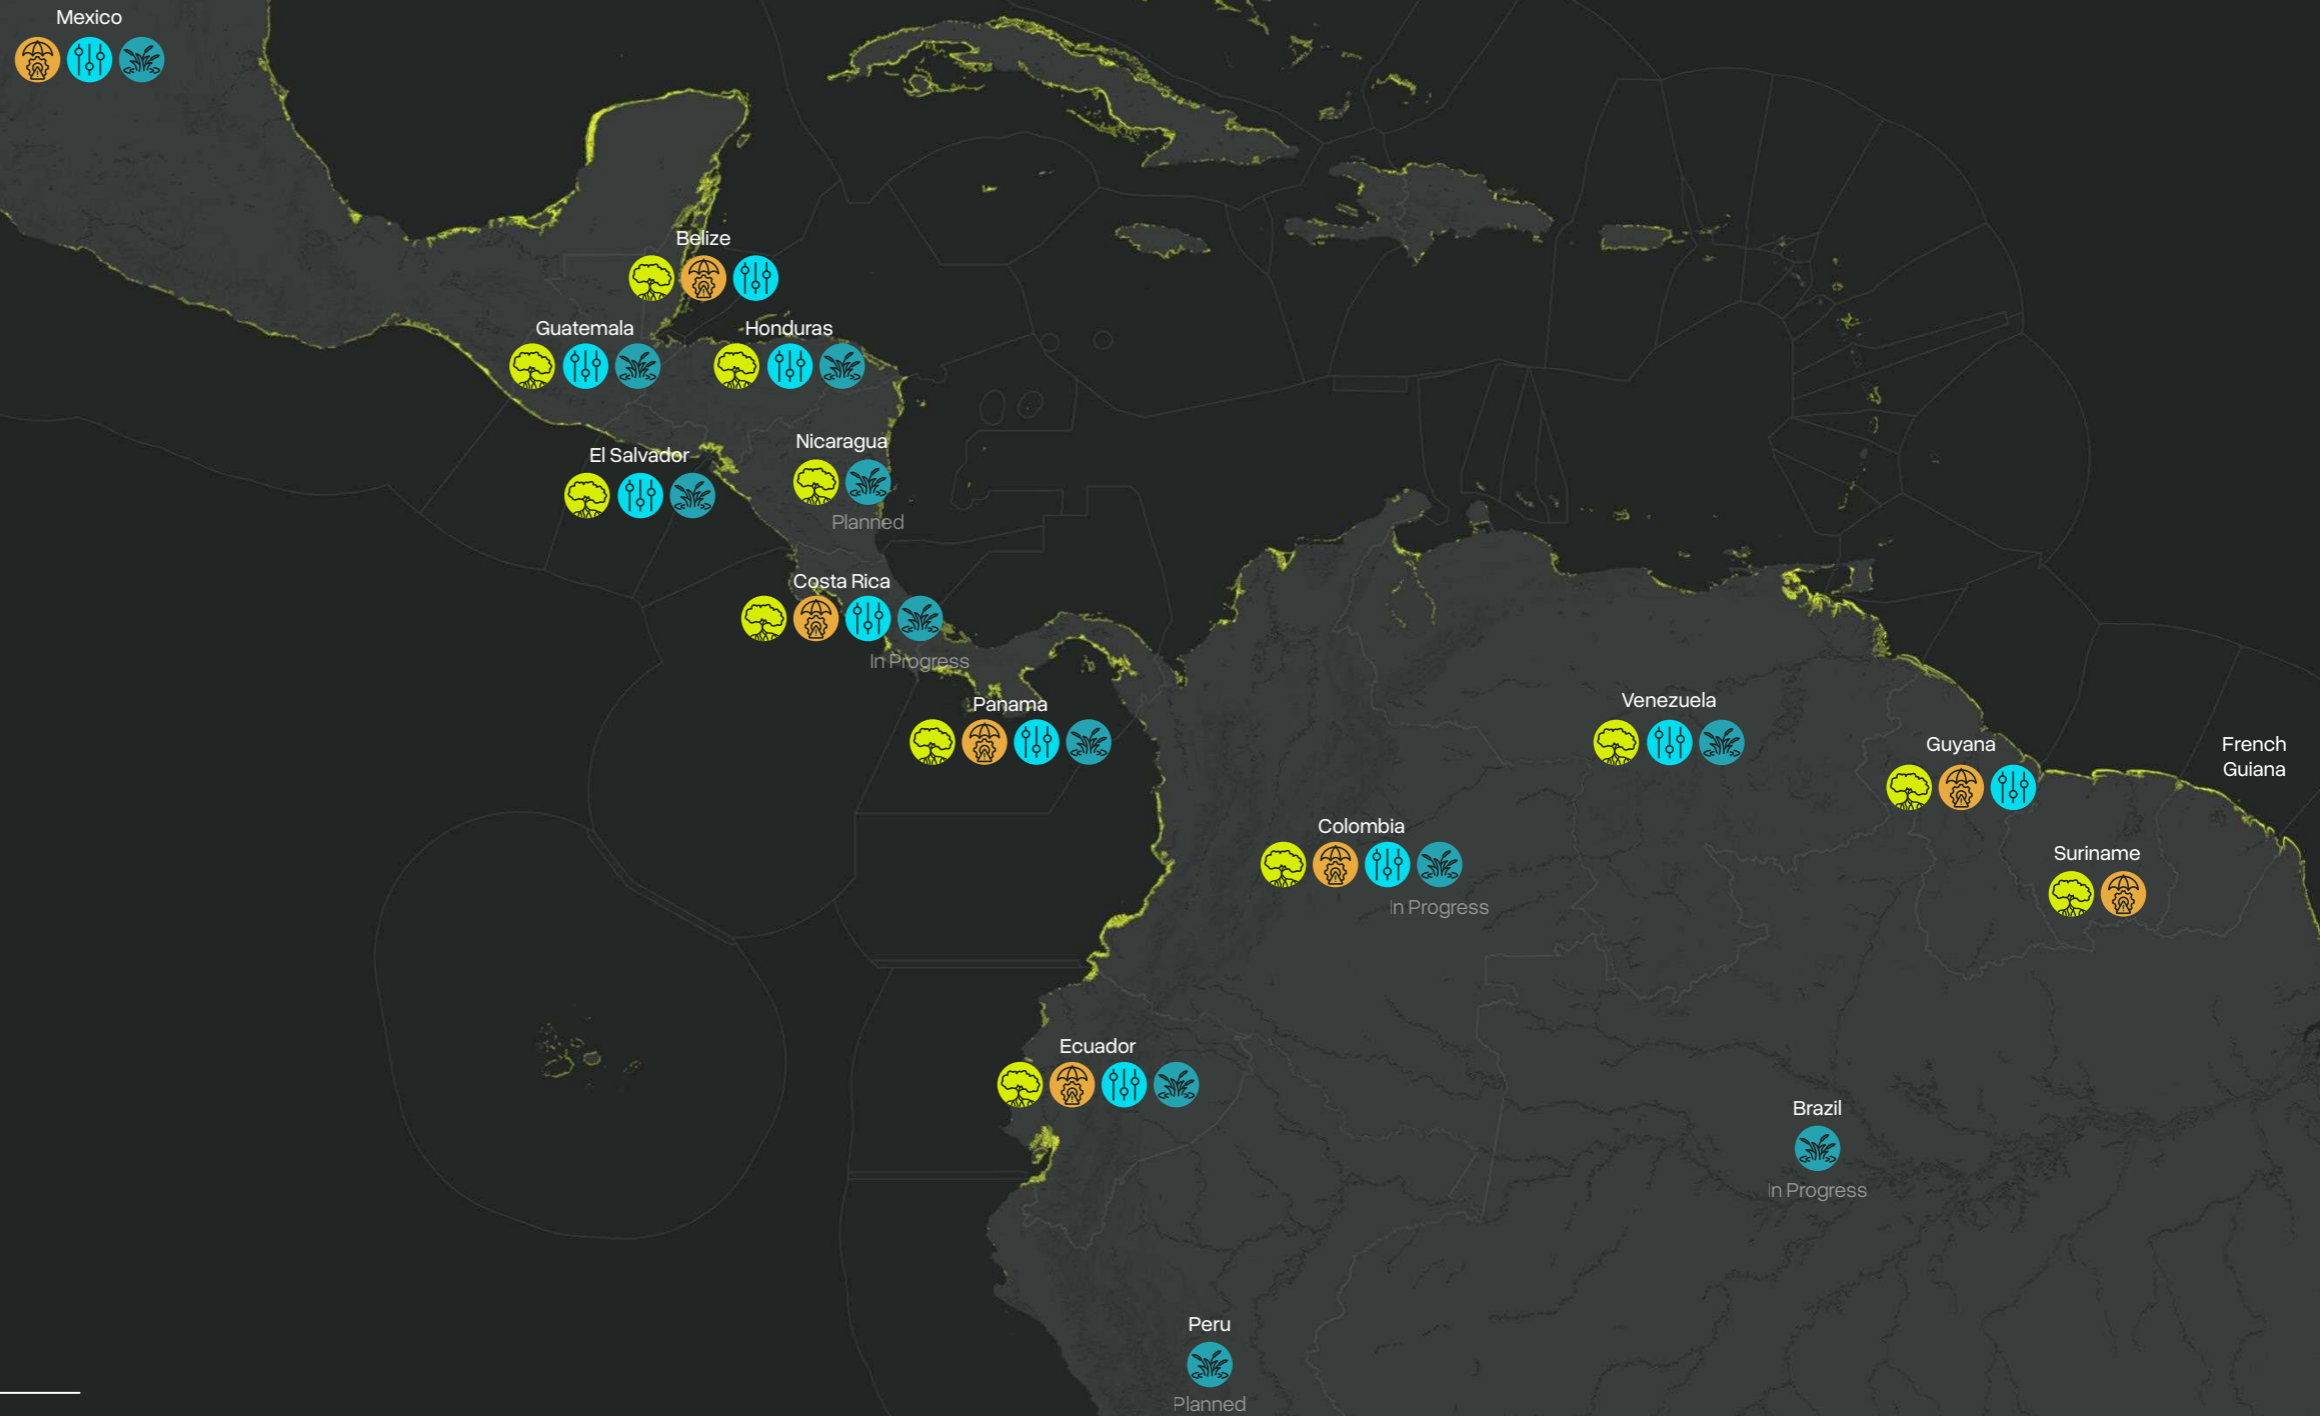 Mexico
Belize
Guatemala
Honduras
El Salvador
Nicaragua
Planned
Costa Rica
In Progress
Panama
Venezuela
Guyana
French
Guiana
Colombia
In Progress
Suriname
Ecuador
Brazil
In Progress
Peru
Planned